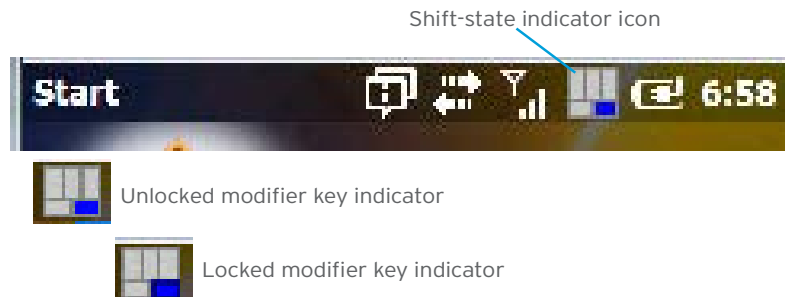 Shift-state indicator icon
Start 6:58
Unlocked modifier key indicator
Locked modifier key indicator